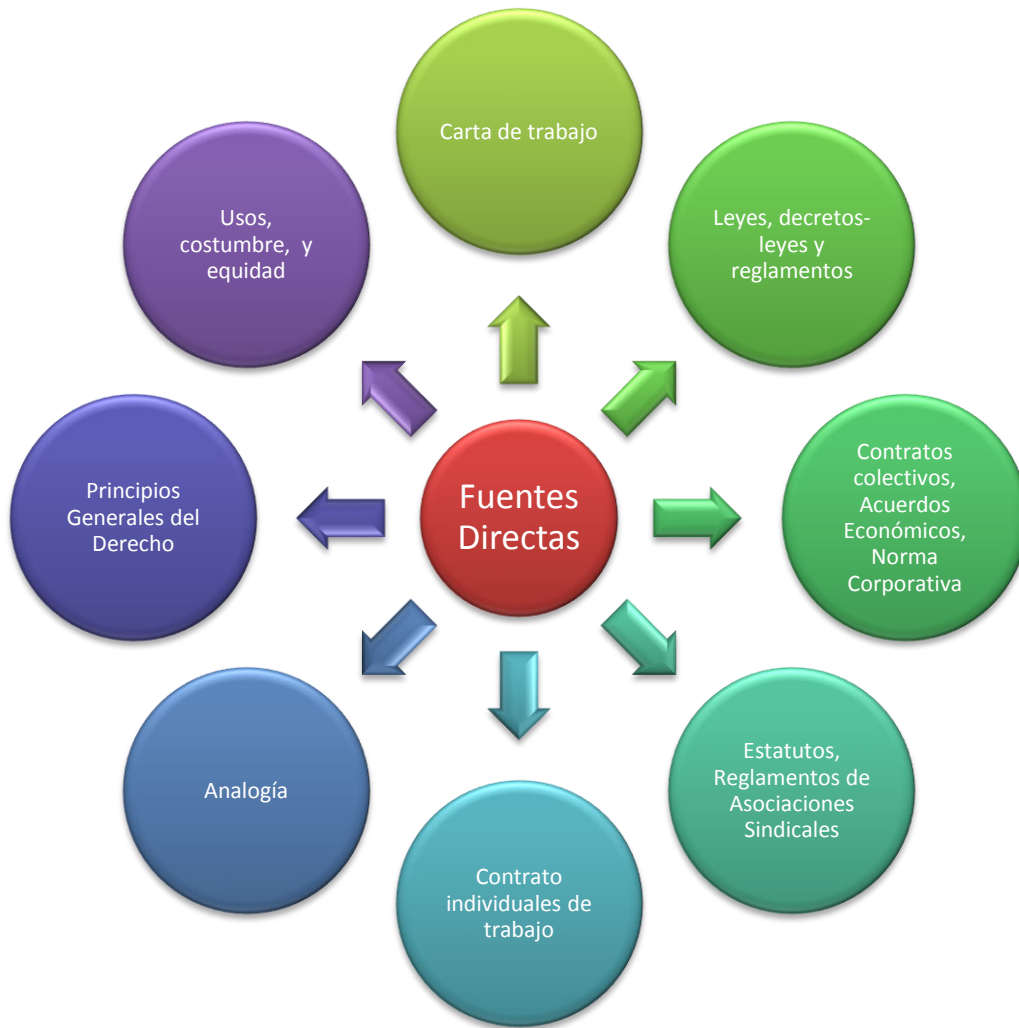 Carta de trabajo
Leyes, decretos-
leyes y
reglamentos
Contratos
colectivos,
Acuerdos
Económicos,
Norma
Corporativa
Estatutos,
Reglamentos de
Asociaciones
Sindicales
Contrato
individuales de
trabajo
Analogía
Principios
Generales del
Derecho
Usos,
costumbre, y
equidad
Fuentes
Directas